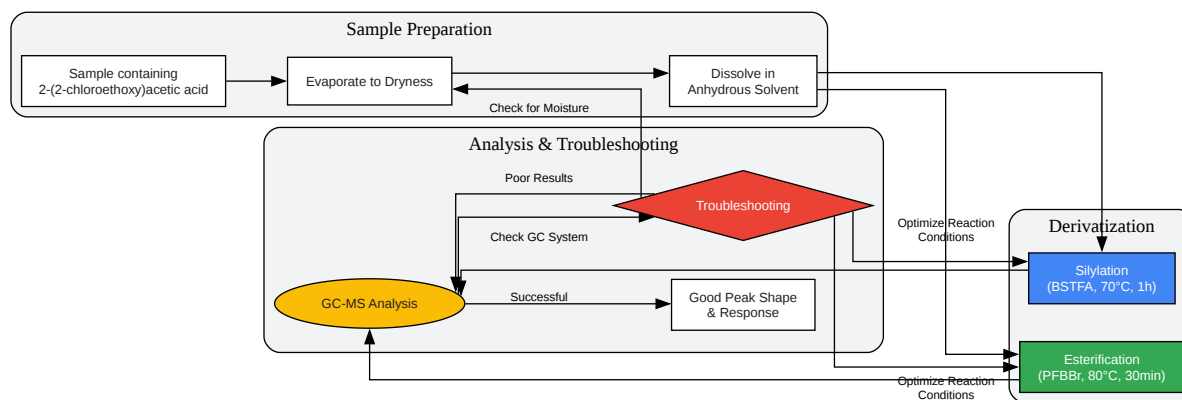 Sample Preparation
Sample containing
2-(2-chloroethoxy)acetic acid
Evaporate to Dryness
Dissolve in
Anhydrous Solvent
Check for Moisture
Analysis & Troubleshooting
Poor Results
Troubleshooting
Check GC System
Optimize Reaction
Conditions
Derivatization
Silylation
(BSTFA, 70°C, 1h)
GC-MS Analysis
Successful
Good Peak Shape
& Response
Esterification
(PFBBr, 80°C, 30min)
Optimize Reaction
Conditions